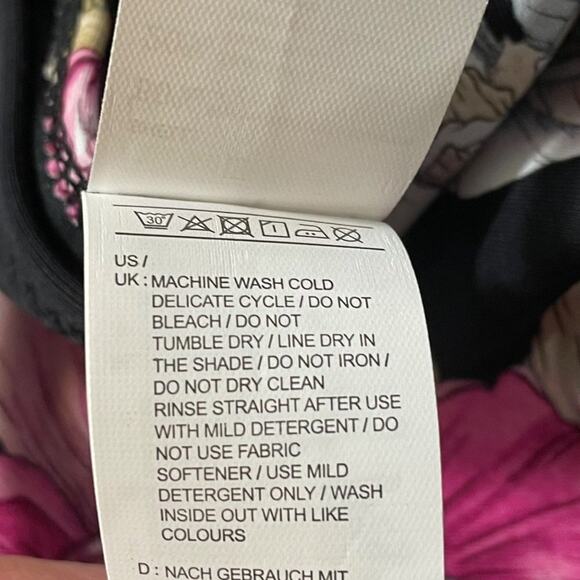 30°
US /
UK : MACHINE WASH COLD
DELICATE CYCLE / DO NOT
BLEACH / DO NOT
TUMBLE DRY / LINE DRY IN
THE SHADE / DO NOT IRON /
DO NOT DRY CLEAN
RINSE STRAIGHT AFTER USE
WITH MILD DETERGENT / DO
NOT USE FABRIC
SOFTENER / USE MILD
DETERGENT ONLY / WASH
INSIDE OUT WITH LIKE
COLOURS
D : NACH GEBRAUCH MIT